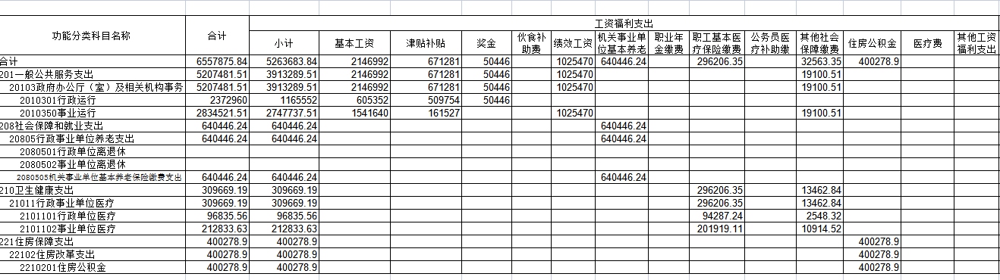 工资福利支出
功能分类科目名称 合计 小计 基本工资 津贴补贴 奖金 伙食补助费 绩效工资 机关事业单位基本养老 职业年金缴费 职工基本医疗保险缴费 公务员医疗补助缴 其他社会保障缴费 住房公积金 医疗费 其他工资福利支出
合计 6557875.84 5263683.84 2146992 671281 50446 1025470 640446.24 296206.35 32563.35 400278.9
201一般公共服务支出 5207481.51 3913289.51 2146992 671281 50446 1025470 19100.51
20103政府办公厅（室）及相关机构事务 5207481.51 3913289.51 2146992 671281 50446 1025470 19100.51
2010301行政运行 2372960 1165552 605352 509754 50446
2010350事业运行 2834521.51 2747737.51 1541640 161527 1025470 19100.51
208社会保障和就业支出 640446.24 640446.24 640446.24
20805行政事业单位养老支出 640446.24 640446.24 640446.24
2080501行政单位离退休
2080502事业单位离退休
2080505机关事业单位基本养老保险缴费支出 640446.24 640446.24 640446.24
210卫生健康支出 309669.19 309669.19 296206.35 13462.84
21011行政事业单位医疗 309669.19 309669.19 296206.35 13462.84
2101101行政单位医疗 96835.56 96835.56 94287.24 2548.32
2101102事业单位医疗 212833.63 212833.63 201919.11 10914.52
221住房保障支出 400278.9 400278.9 400278.9
22102住房改革支出 400278.9 400278.9 400278.9
2210201住房公积金 400278.9 400278.9 400278.9